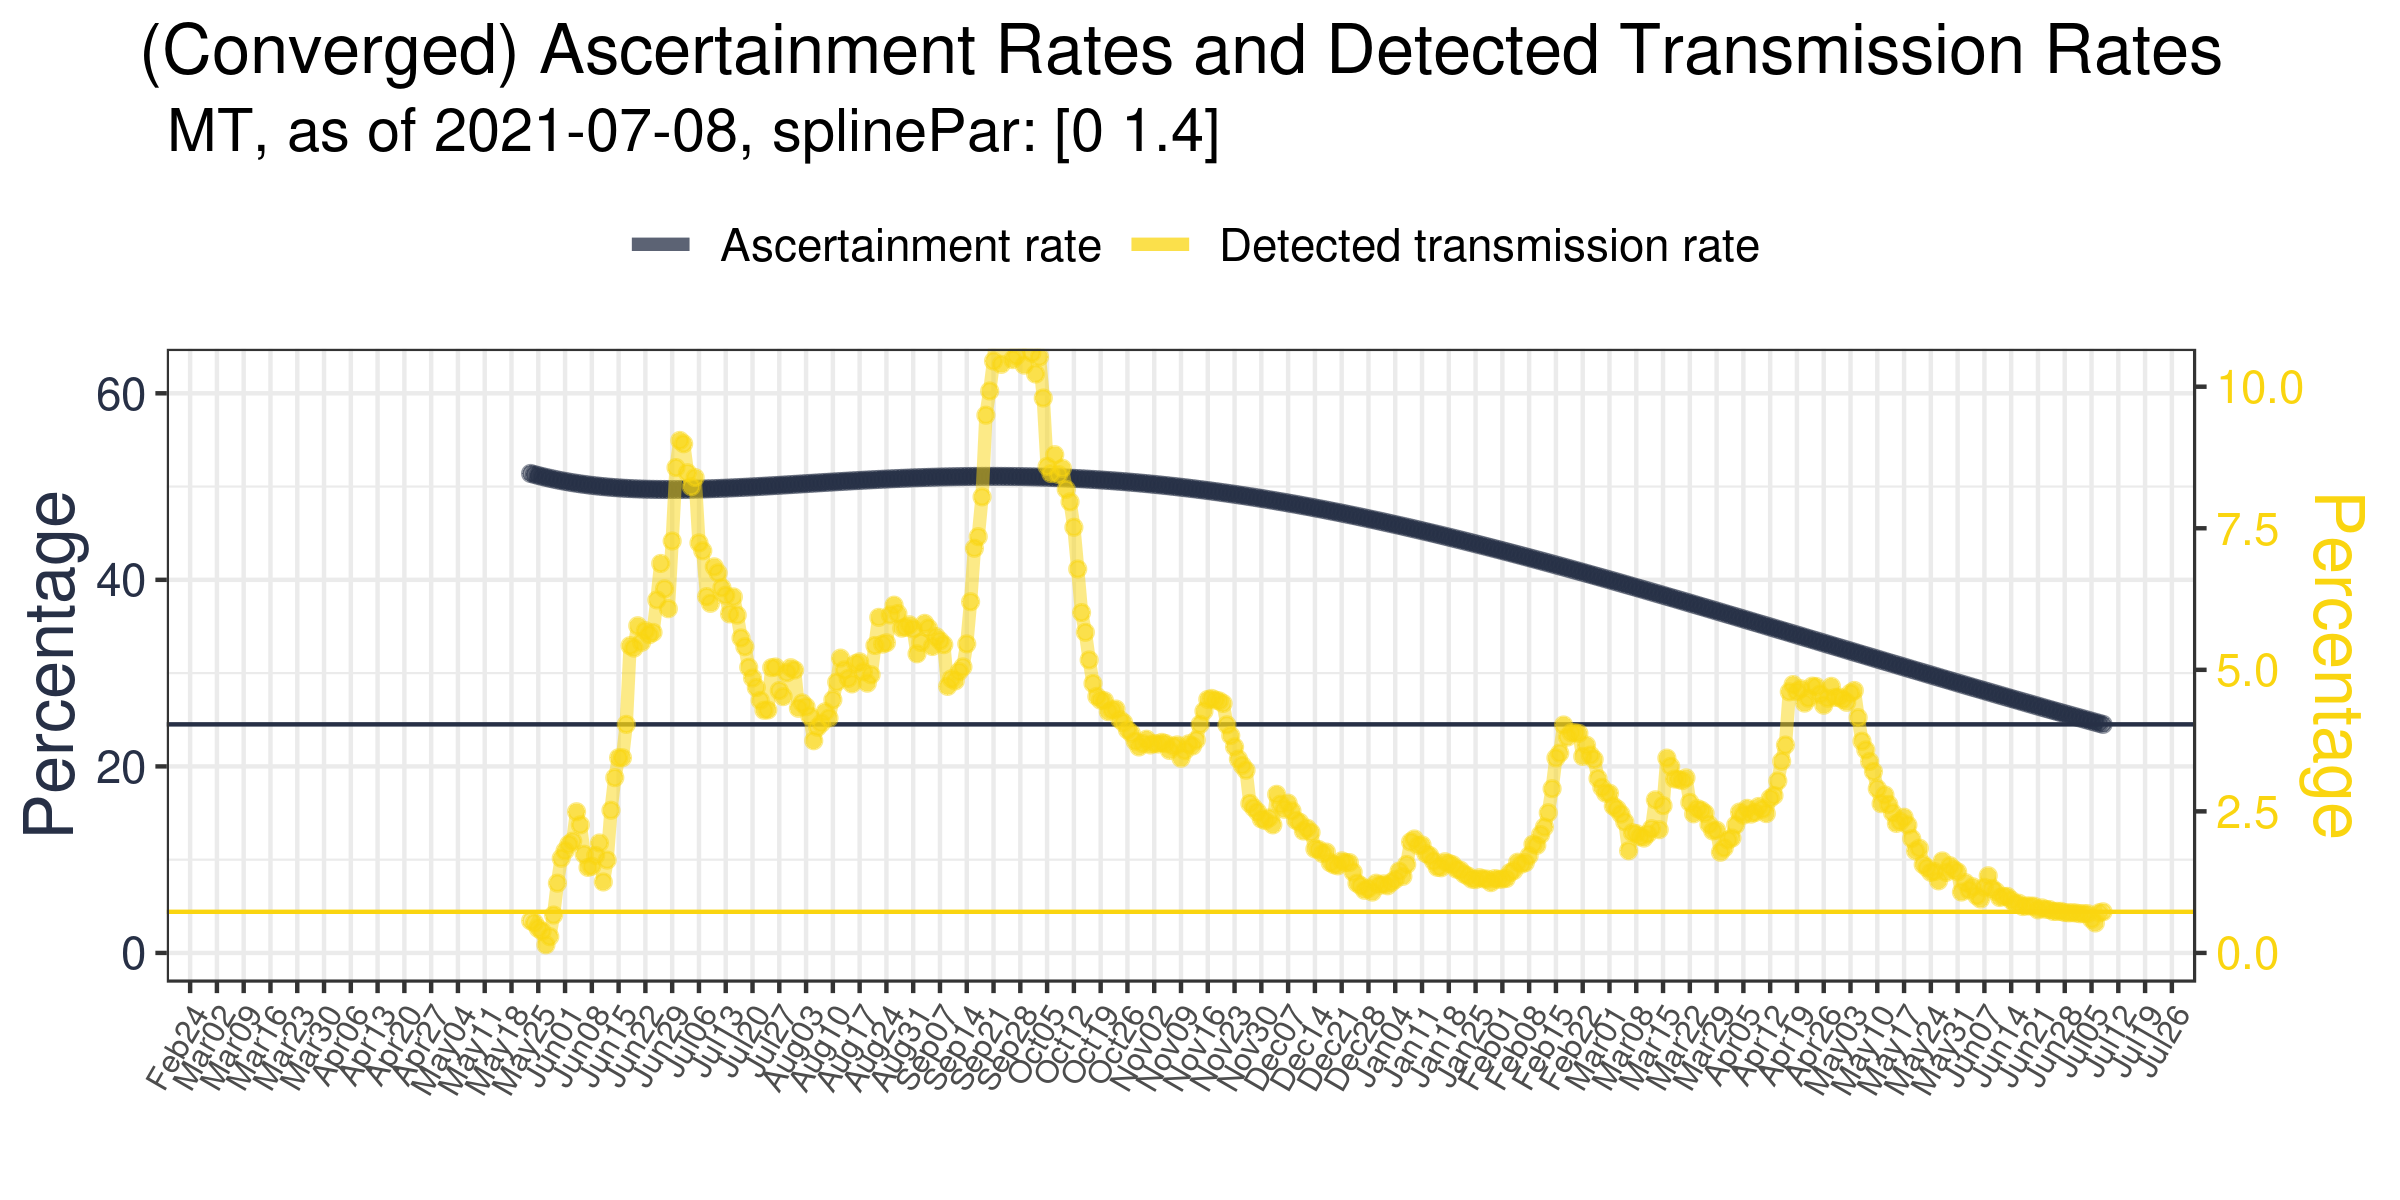 (Converged) Ascertainment Rates and Detected Transmission Rates
MT, as of 2021-07-08, splinePar: [0 1.4]
Ascertainment rate
Detected transmission rate
Percentage
60
40
20
0
10.0
7.5
5.0
2.5
0.0
Percentage
Feb24
Mar02
Mar09
Mar16
Mar23
Mar30
Apr06
Apr13
Apr20
Apr27
May04
May11
May18
May25
Jun01
Jun08
Jun15
Jun22
Jun29
Jul06
Jul13
Jul20
Jul27
Aug03
Aug10
Aug17
Aug24
Aug31
Sep07
Sep14
Sep21
Sep28
Oct05
Oct12
Oct19
Oct26
Nov02
Nov09
Nov16
Nov23
Nov30
Dec07
Dec14
Dec21
Dec28
Jan04
Jan11
Jan18
Jan25
Feb01
Feb08
Feb15
Feb22
Mar01
Mar08
Mar15
Mar22
Mar29
Apr05
Apr12
Apr19
Apr26
May03
May10
May17
May24
May31
Jun07
Jun14
Jun21
Jun28
Jul05
Jul12
Jul19
Jul26